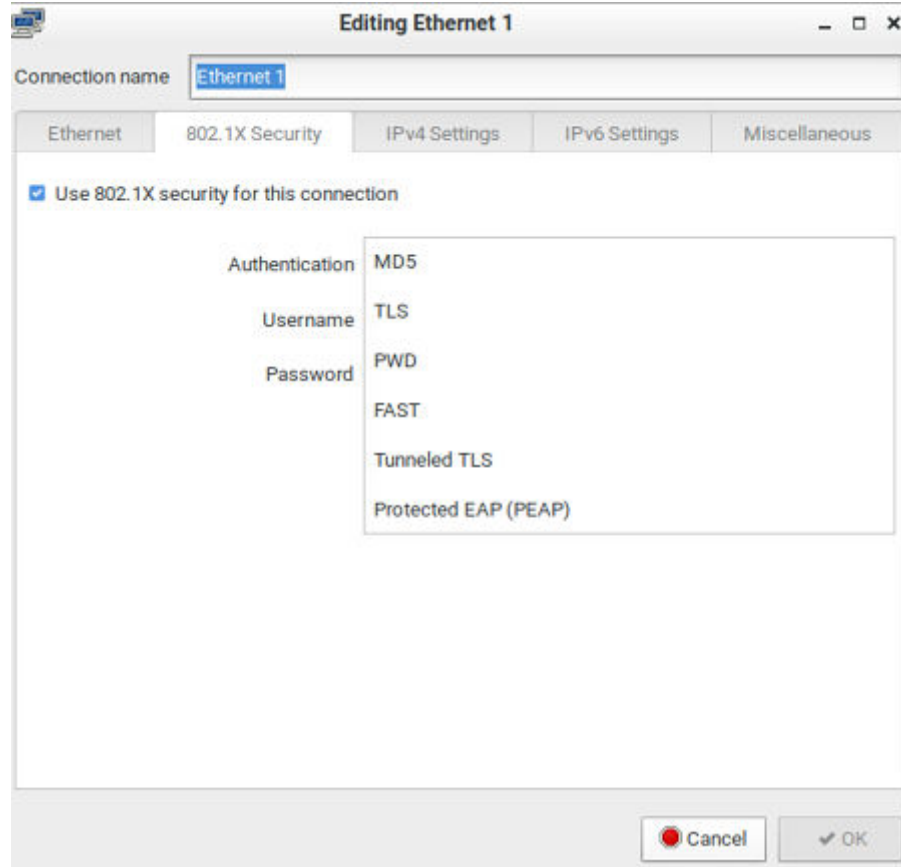 Editing Ethernet 1
Connection name Ethernet 1
Ethernet 802.1X Security IPv4 Settings IPv6 Settings Miscellaneous
Use 802.1X security for this connection
Authentication MD5
Username TLS
Password PWD
FAST
Tunneled TLS
Protected EAP (PEAP)
Cancel OK